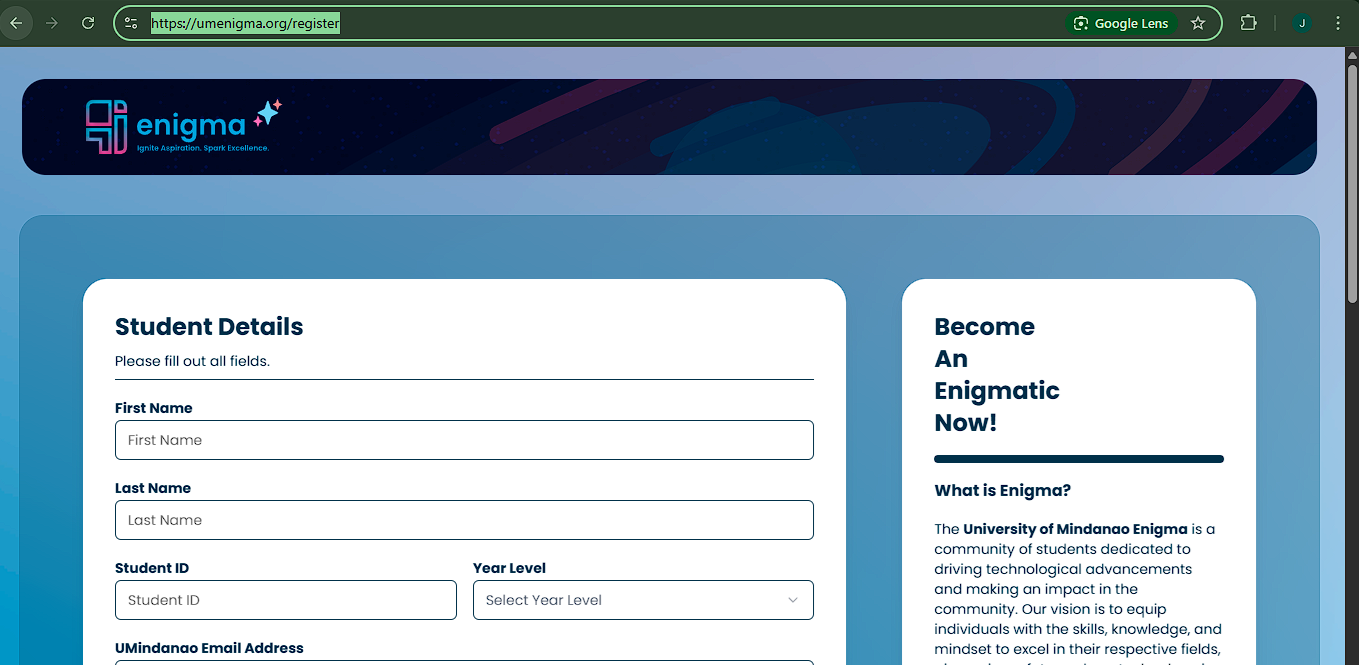 https://umenigma.org/register
Google Lens
J
enigma
Ignite Aspiration. Spark Excellence.
Student Details
Please fill out all fields.
First Name
First Name
Last Name
Last Name
Student ID
Student ID
Year Level
Select Year Level
UMindanao Email Address
Become
An
Enigmatic
Now!
What is Enigma?
The University of Mindanao Enigma is a
community of students dedicated to
driving technological advancements
and making an impact in the
community. Our vision is to equip
individuals with the skills, knowledge, and
mindset to excel in their respective fields,